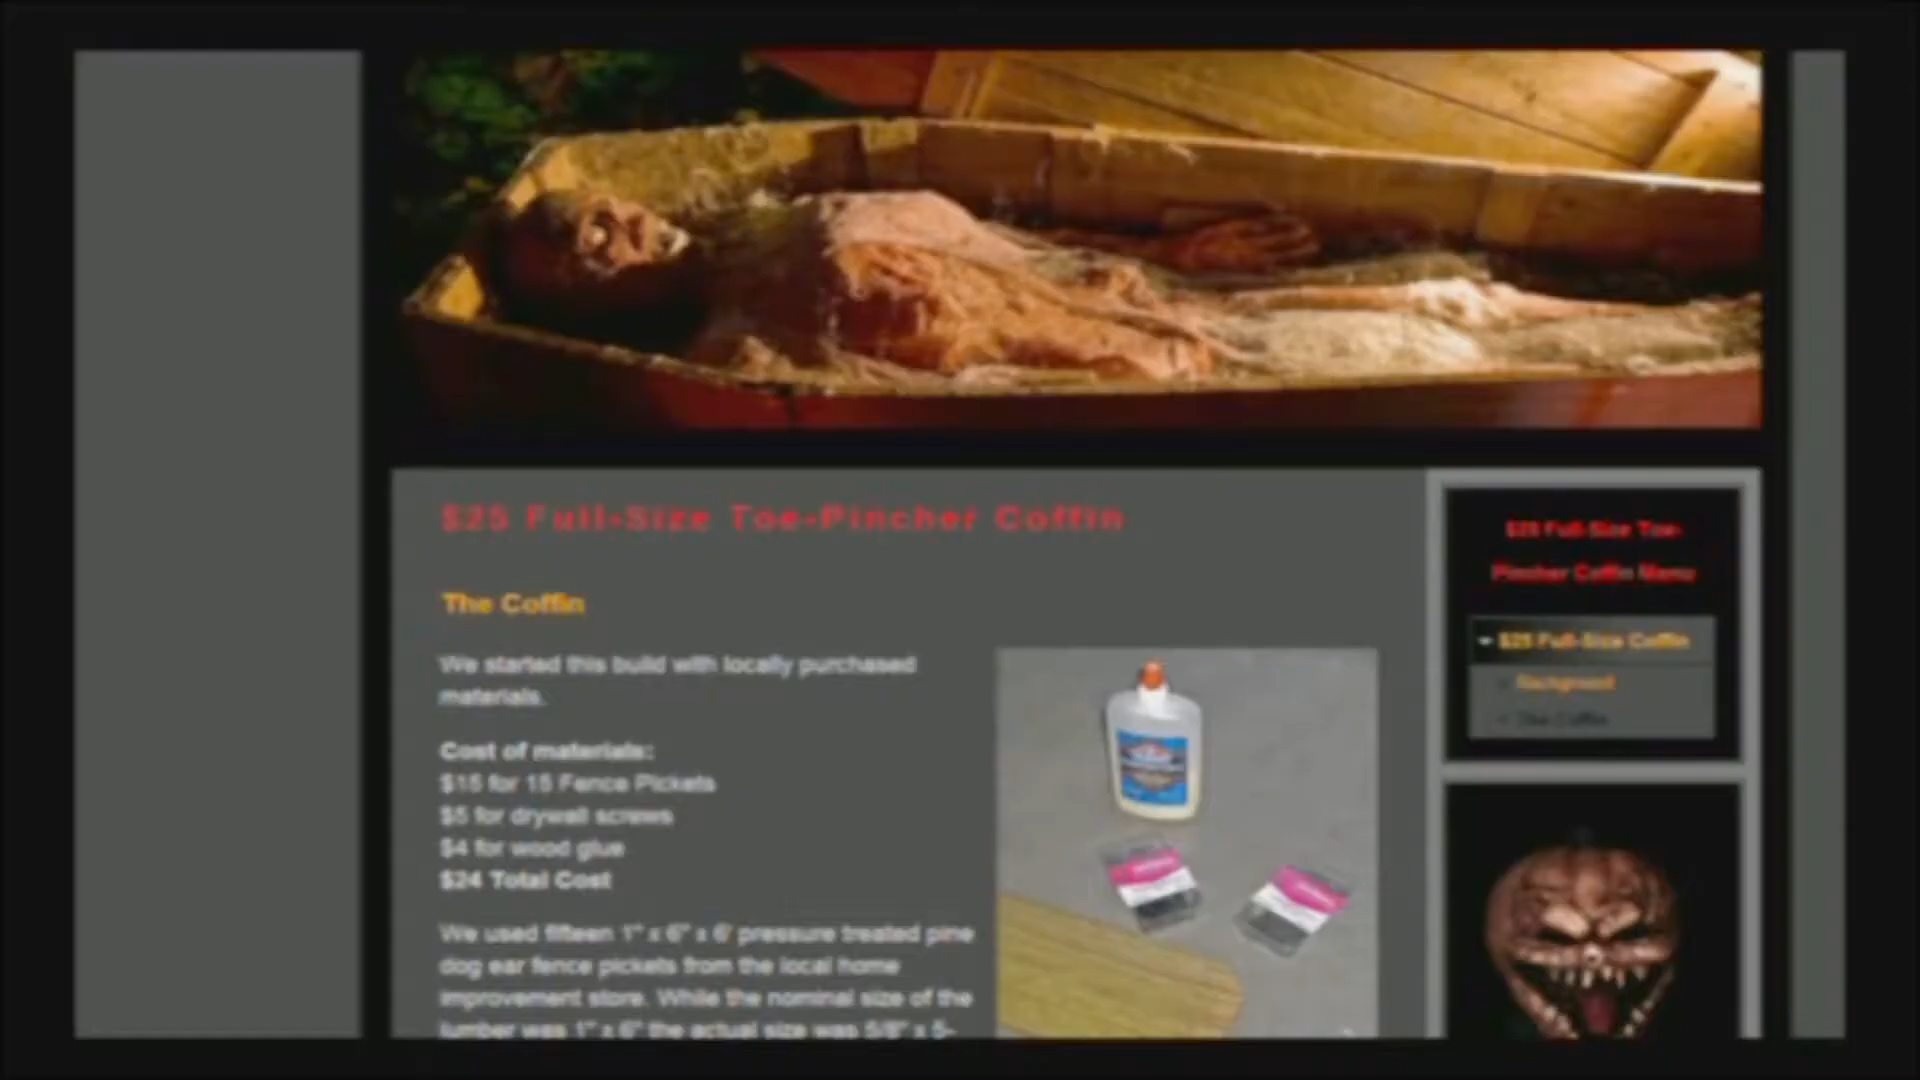 $25 Full-Size Toe-Pincher Coffin
The Coffin
We started this build with locally purchased
materials.
Cost of materials:
$15 for 15 Fence Pickets
$5 for drywall screws
$4 for wood glue
$24 Total Cost
We used fifteen 1" x 6" x 6' pressure treated pine
dog ear fence pickets from the local home
improvement store. While the nominal size of the
lumber was 1" x 6" the actual size was 5/8" x 5-
$25 Full-Size Toe-
Pincher Coffin Menu
$25 Full-Size Coffin
Background
The Coffin